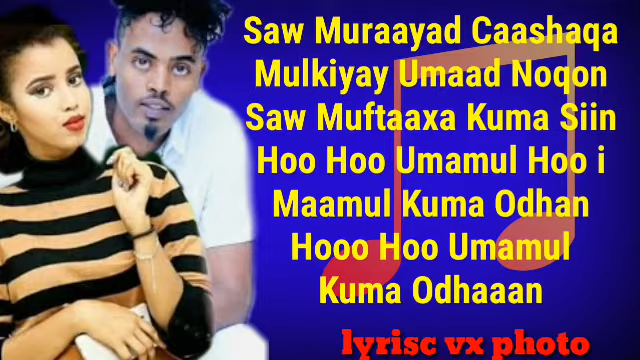 Saw Muraayad Caashaqa
Mulkiyay Umaad Noqon
Saw Muftaaxa Kuma Siin
Hoo Hoo Umamul Hoo i
Maamul Kuma Odhan
Hooo Hoo Umamul
Kuma Odhaaan
lyrisc vx photo